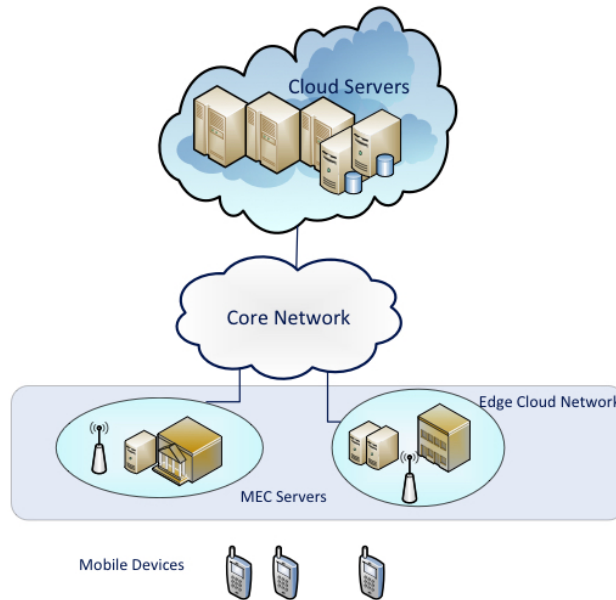 Cloud Servers
Core Network
Edge Cloud Network
MEC Servers
Mobile Devices